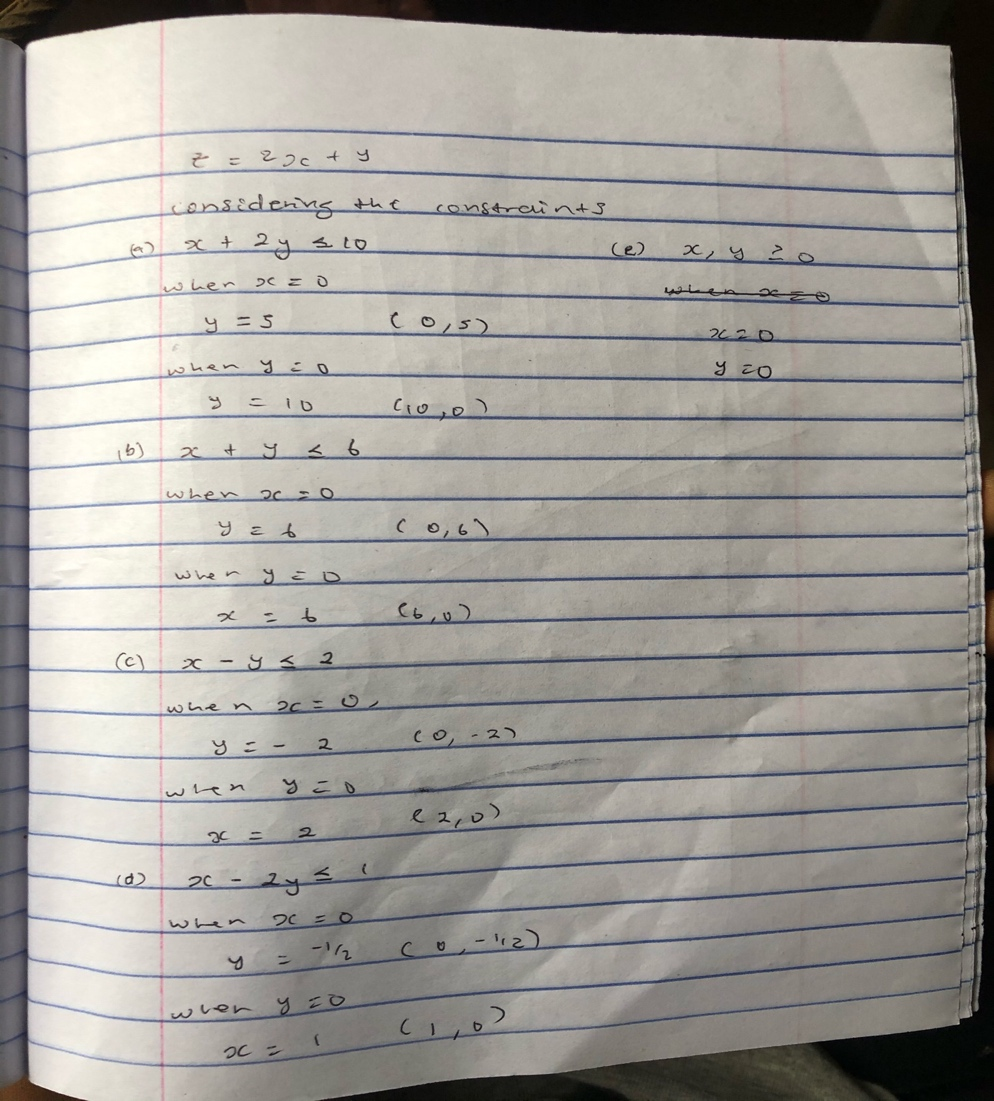 z = 2x + y
considering the constraints
(a) x + 2y ≤ 10
when x = 0
y = 5 (0,5)
when y = 0
y = 10 (10,0)
(b) x + y ≤ 6
when x = 0
y = 6 (0,6)
when y = 0
x = 6 (6,0)
(c) x - y ≤ 2
when x = 0,
y = - 2 (0, -2)
when y = 0
x = 2 (2,0)
(d) x - 2y ≤ 1
when x = 0
y = -1/2 (0, -1/2)
when y = 0
x = 1 (1,0)
(e) x, y ≥ 0
when x = 0
x = 0
y = 0